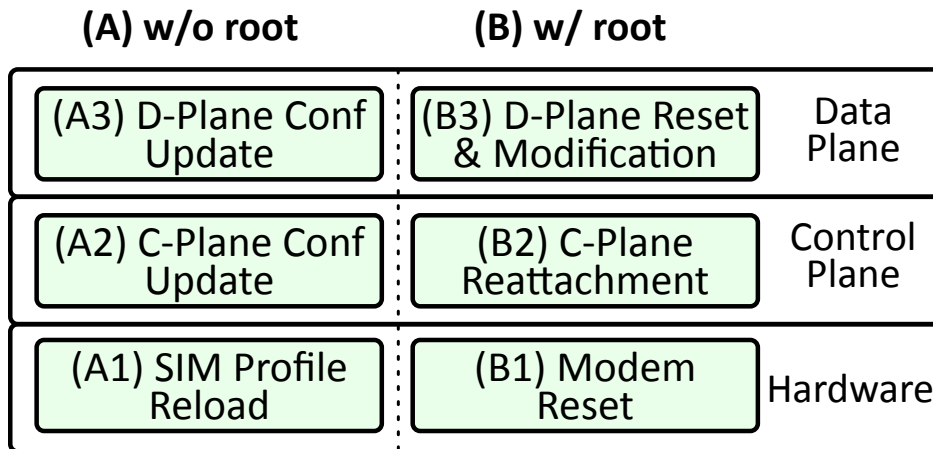 (A) w/o root
(B) w/ root
(A3) D-Plane Conf
Update
(B3) D-Plane Reset
& Modification
Data
Plane
(A2) C-Plane Conf
Update
(B2) C-Plane
Reattachment
Control
Plane
(A1) SIM Profile
Reload
(B1) Modem
Reset
Hardware